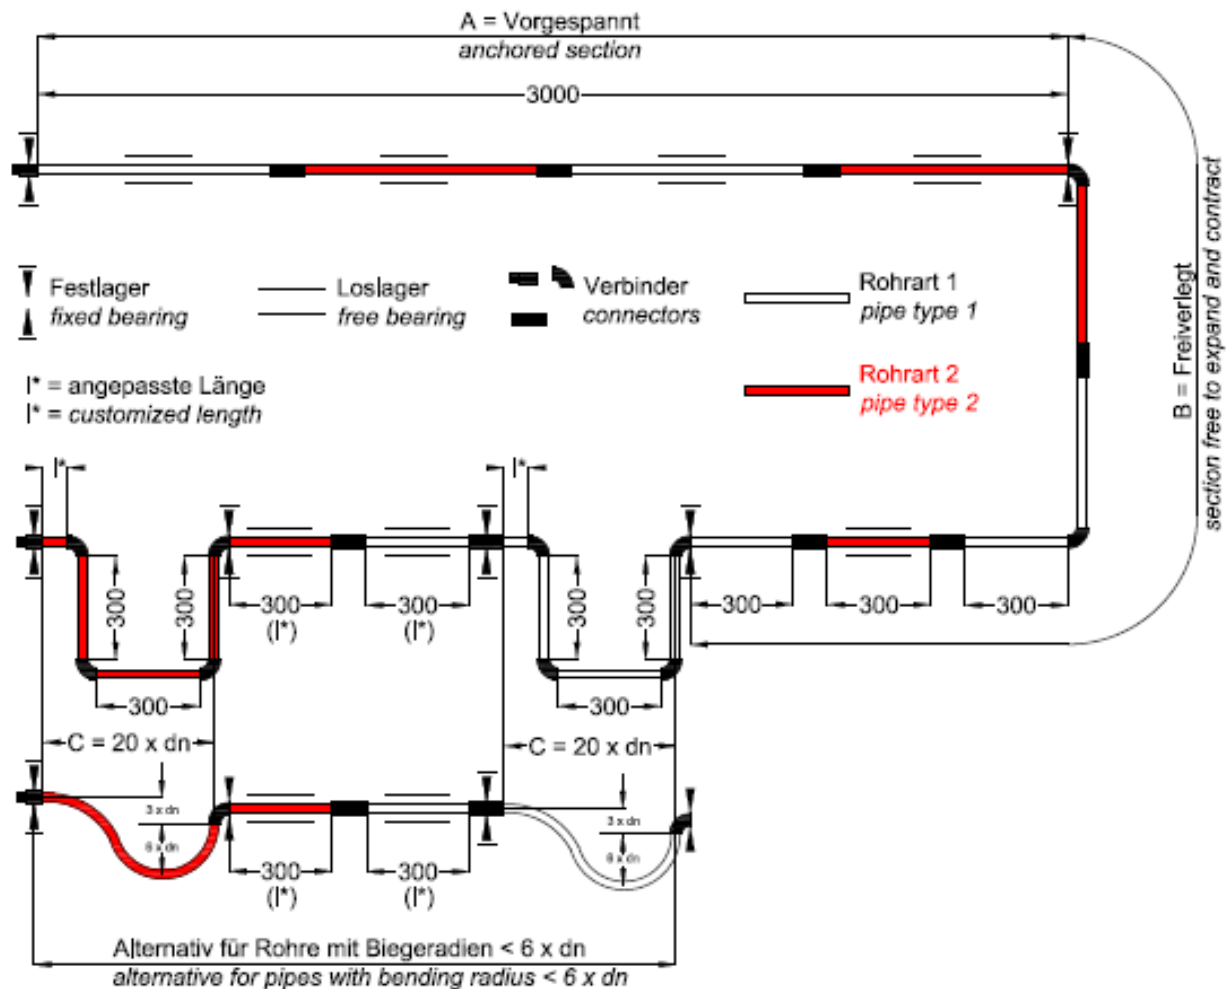 A = Vorgespannt
anchored section
3000
Festlager
fixed bearing
Loslager
free bearing
Verbinder
connectors
Rohrart 1
pipe type 1
l* = angepasste Länge
l* = customized length
Rohrart 2
pipe type 2
B = Freiverlegt
section free to expand and contract
l*
l*
300
300
300
(l*)
300
(l*)
300
300
300
300
300
300
300
C = 20 x dn
C = 20 x dn
3 x dn
6 x dn
300
(l*)
300
(l*)
3 x dn
6 x dn
Alternativ für Rohre mit Biegeradien < 6 x dn
alternative for pipes with bending radius < 6 x dn